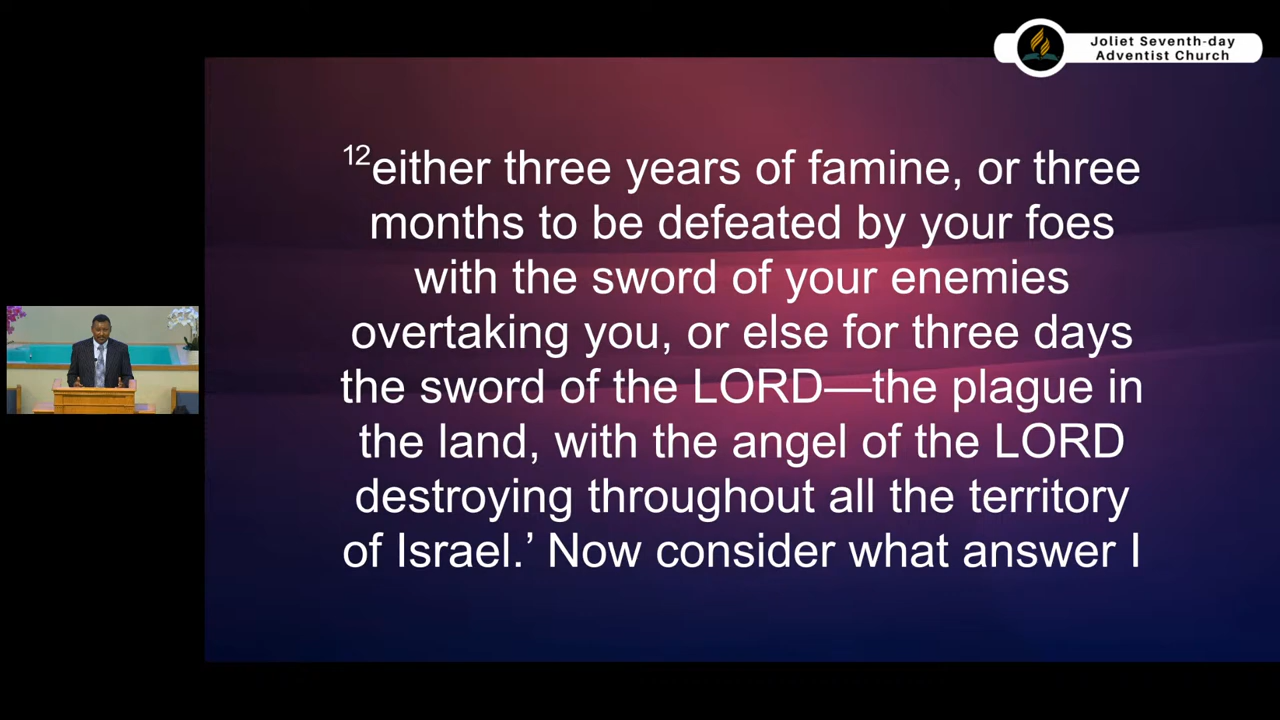 Joliet Seventh-day
Adventist Church
12either three years of famine, or three
months to be defeated by your foes
with the sword of your enemies
overtaking you, or else for three days
the sword of the LORD—the plague in
the land, with the angel of the LORD
destroying throughout all the territory
of Israel.’ Now consider what answer I